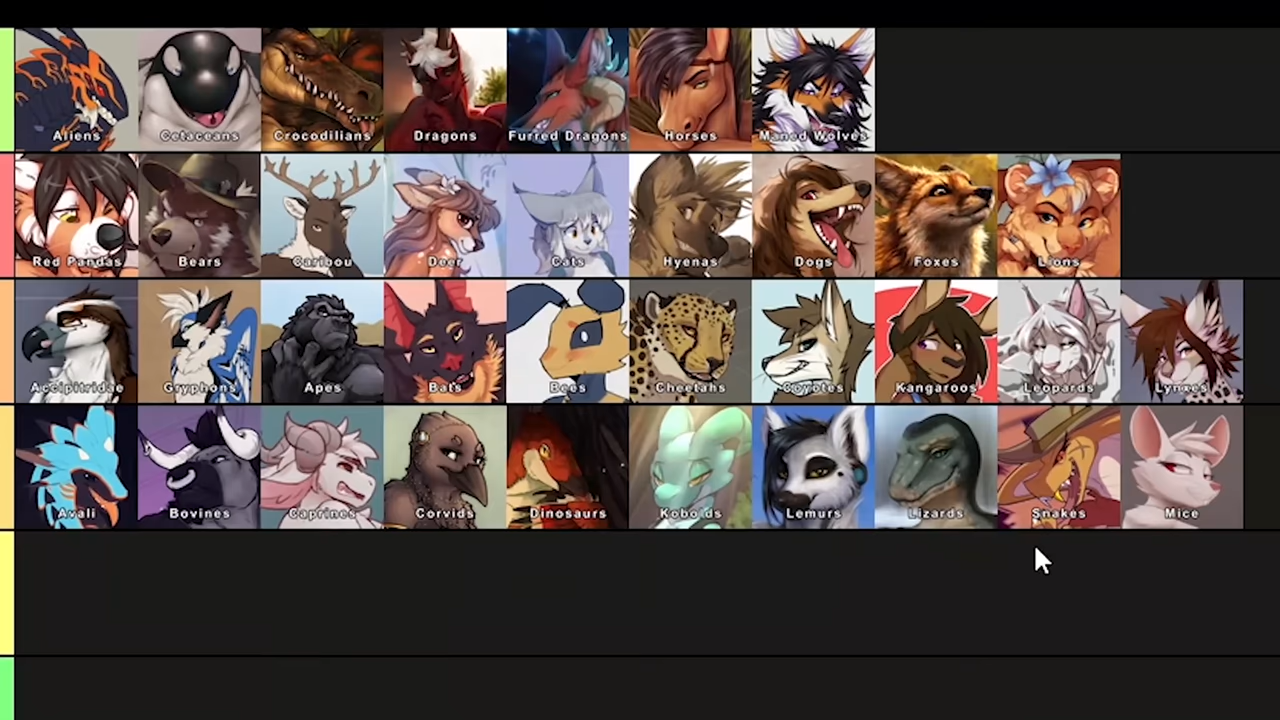 Aliens
Cetaceans
Crocodilians
Dragons
Furred Dragons
Horses
Maned Wolves
Red Pandas
Bears
Caribou
Deer
Cats
Hyenas
Dogs
Foxes
Lions
Accipitridae
Gryphons
Apes
Bats
Bees
Cheetahs
Coyotes
Kangaroos
Leopards
Lynxes
Avali
Bovines
Caprines
Corvids
Dinosaurs
Kobolds
Lemurs
Lizards
Snakes
Mice